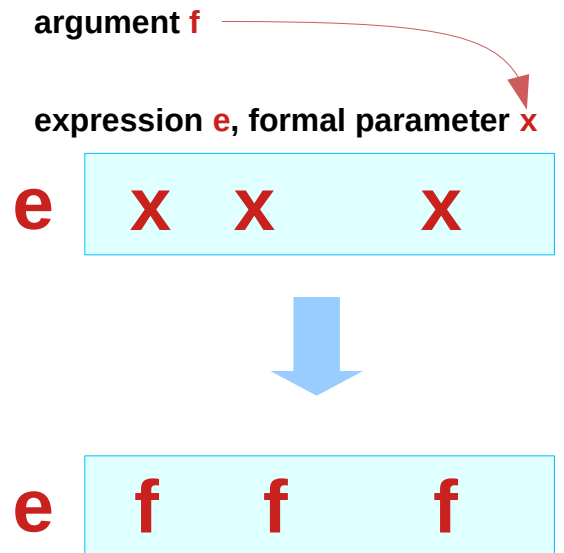 argument f
expression e, formal parameter x
e x x x
e f f f